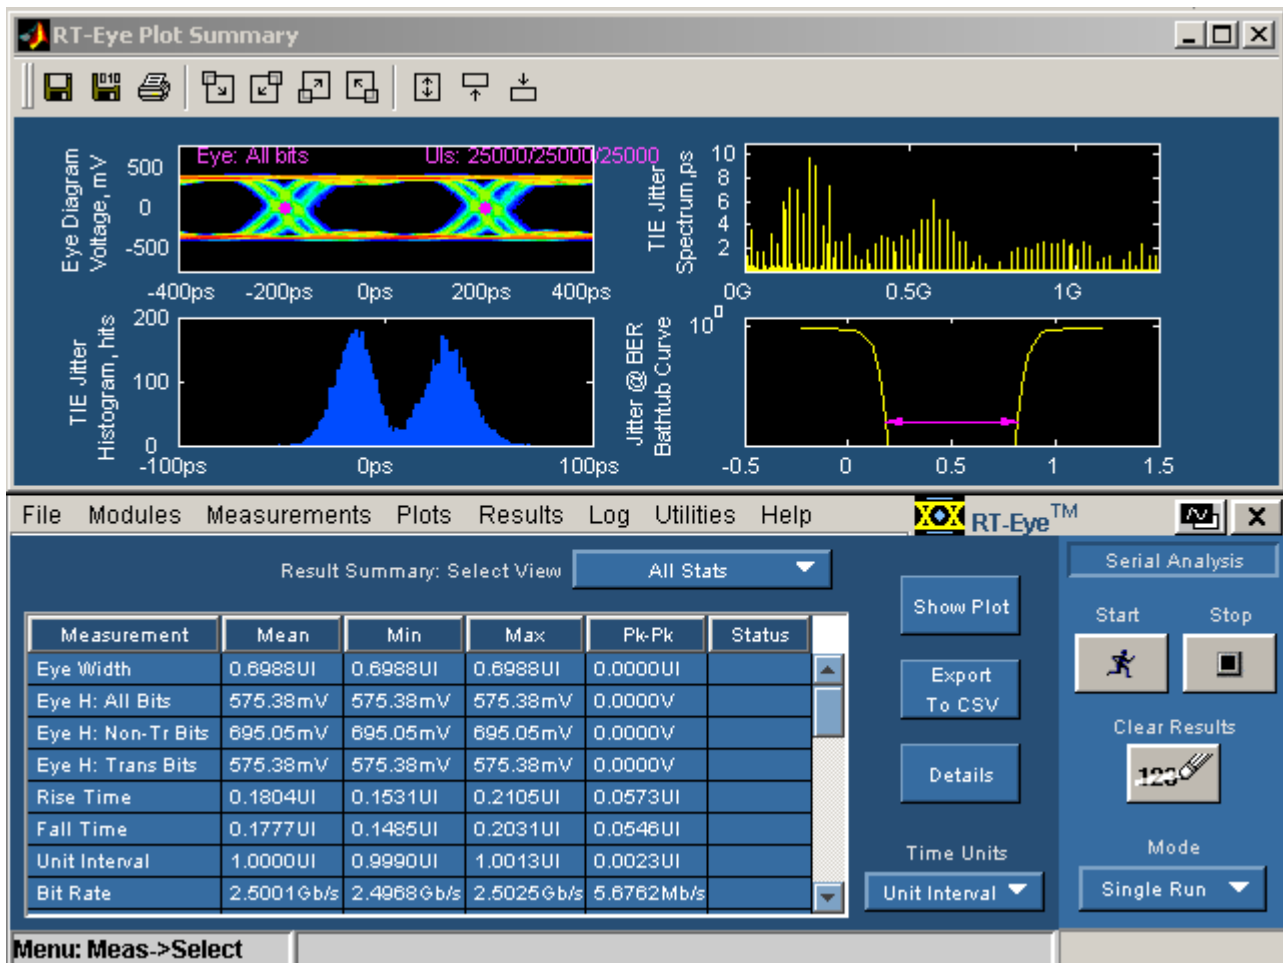 RT-Eye Plot Summary
Eye Diagram
Voltage, mV
500
0
-500
Eye: All bits
UIs: 25000/25000/25000
-400ps -200ps 0ps 200ps 400ps
TIE Jitter
Spectrum,ps
10
8
6
4
2
0G 0.5G 1G
TIE Jitter
Histogram, hits
200
100
0
-100ps 0ps 100ps
Jitter @ BER
Bathtub Curve
10^0
-0.5 0 0.5 1 1.5
File Modules Measurements Plots Results Log Utilities Help
RT-Eye™
Result Summary: Select View All Stats
Measurement Mean Min Max Pk-Pk Status
Eye Width 0.6988UI 0.6988UI 0.6988UI 0.0000UI
Eye H: All Bits 575.38mV 575.38mV 575.38mV 0.0000V
Eye H: Non-Tr Bits 695.05mV 695.05mV 695.05mV 0.0000V
Eye H: Trans Bits 575.38mV 575.38mV 575.38mV 0.0000V
Rise Time 0.1804UI 0.1531UI 0.2105UI 0.0573UI
Fall Time 0.1777UI 0.1485UI 0.2031UI 0.0546UI
Unit Interval 1.0000UI 0.9990UI 1.0013UI 0.0023UI
Bit Rate 2.5001Gb/s 2.4968Gb/s 2.5025Gb/s 5.6762Mb/s
Show Plot
Export
To CSV
Details
Time Units
Unit Interval
Serial Analysis
Start Stop
Clear Results
123
Mode
Single Run
Menu: Meas->Select